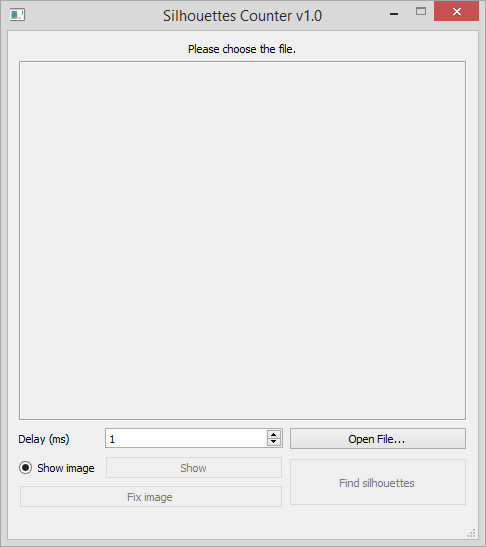 Silhouettes Counter v1.0
Please choose the file.
Delay (ms)
1
Open File...
Show image
Show
Find silhouettes
Fix image